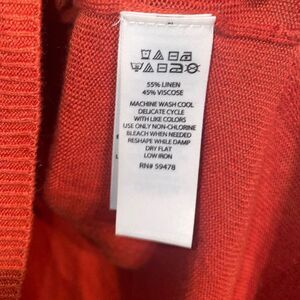 55% LINEN
45% VISCOSE
MACHINE WASH COOL
DELICATE CYCLE
WITH LIKE COLORS
USE ONLY NON-CHLORINE
BLEACH WHEN NEEDED
RESHAPE WHILE DAMP
DRY FLAT
LOW IRON
RN# 59478